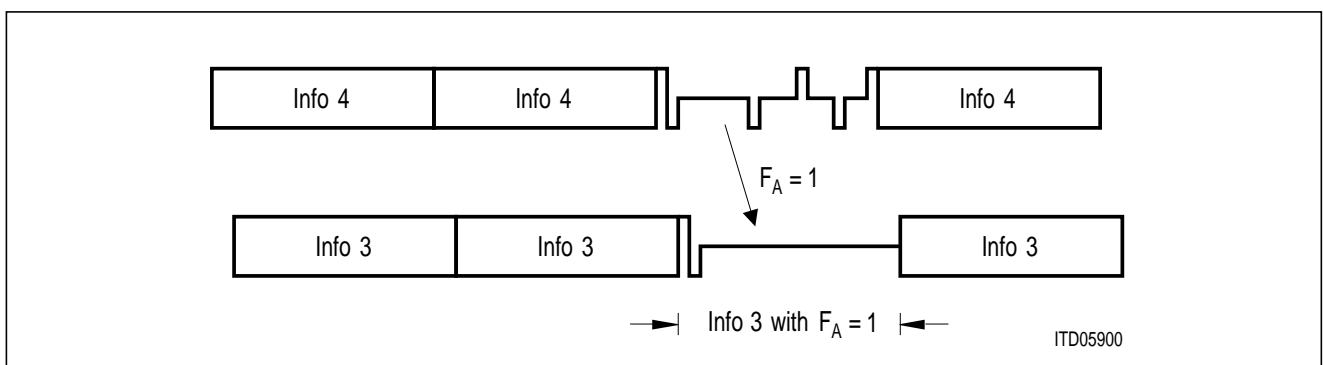 Info 4 Info 4 Info 4
F_A = 1
Info 3 Info 3 Info 3
Info 3 with F_A = 1
ITD05900